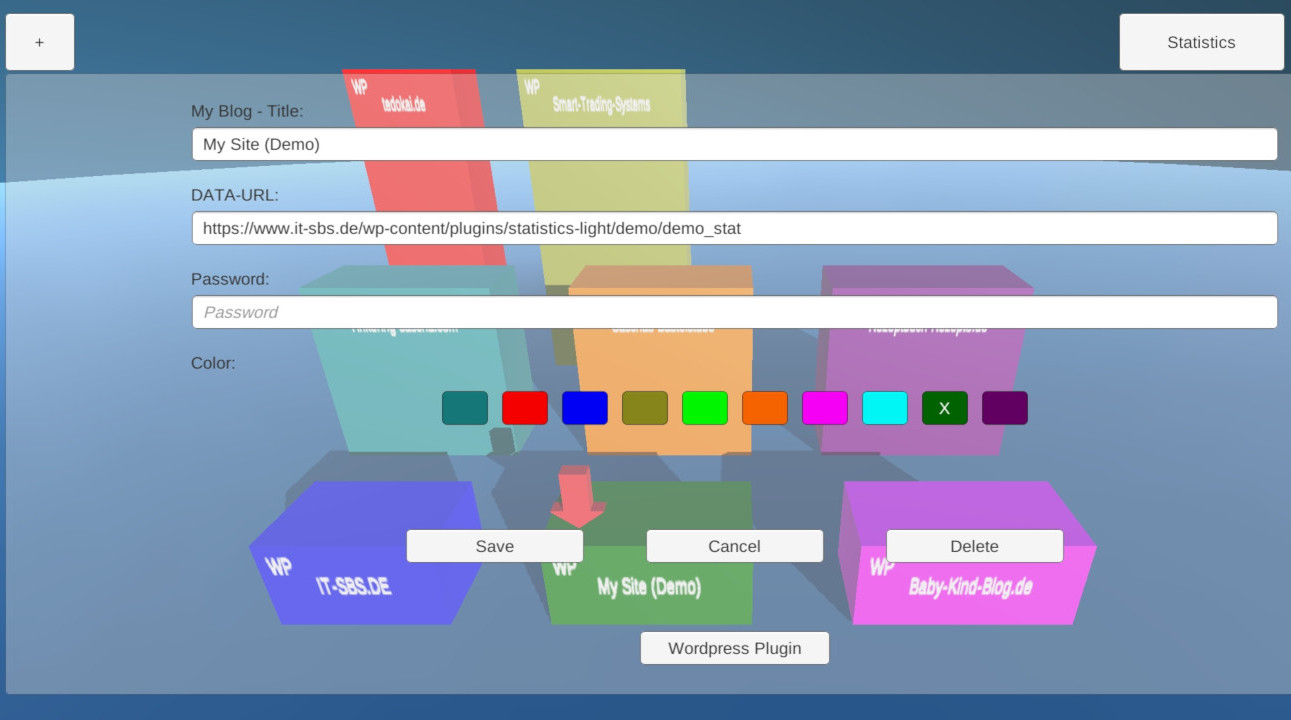 +
Statistics
WP
tedokai.de
WP
Smart-Trading-Systems
My Blog - Title:
My Site (Demo)
DATA-URL:
https://www.it-sbs.de/wp-content/plugins/statistics-light/demo/demo_stat
Password:
Password
Color:
X
Save
Cancel
Delete
WP
IT-SBS.DE
WP
My Site (Demo)
WP
Baby-Kind-Blog.de
Wordpress Plugin